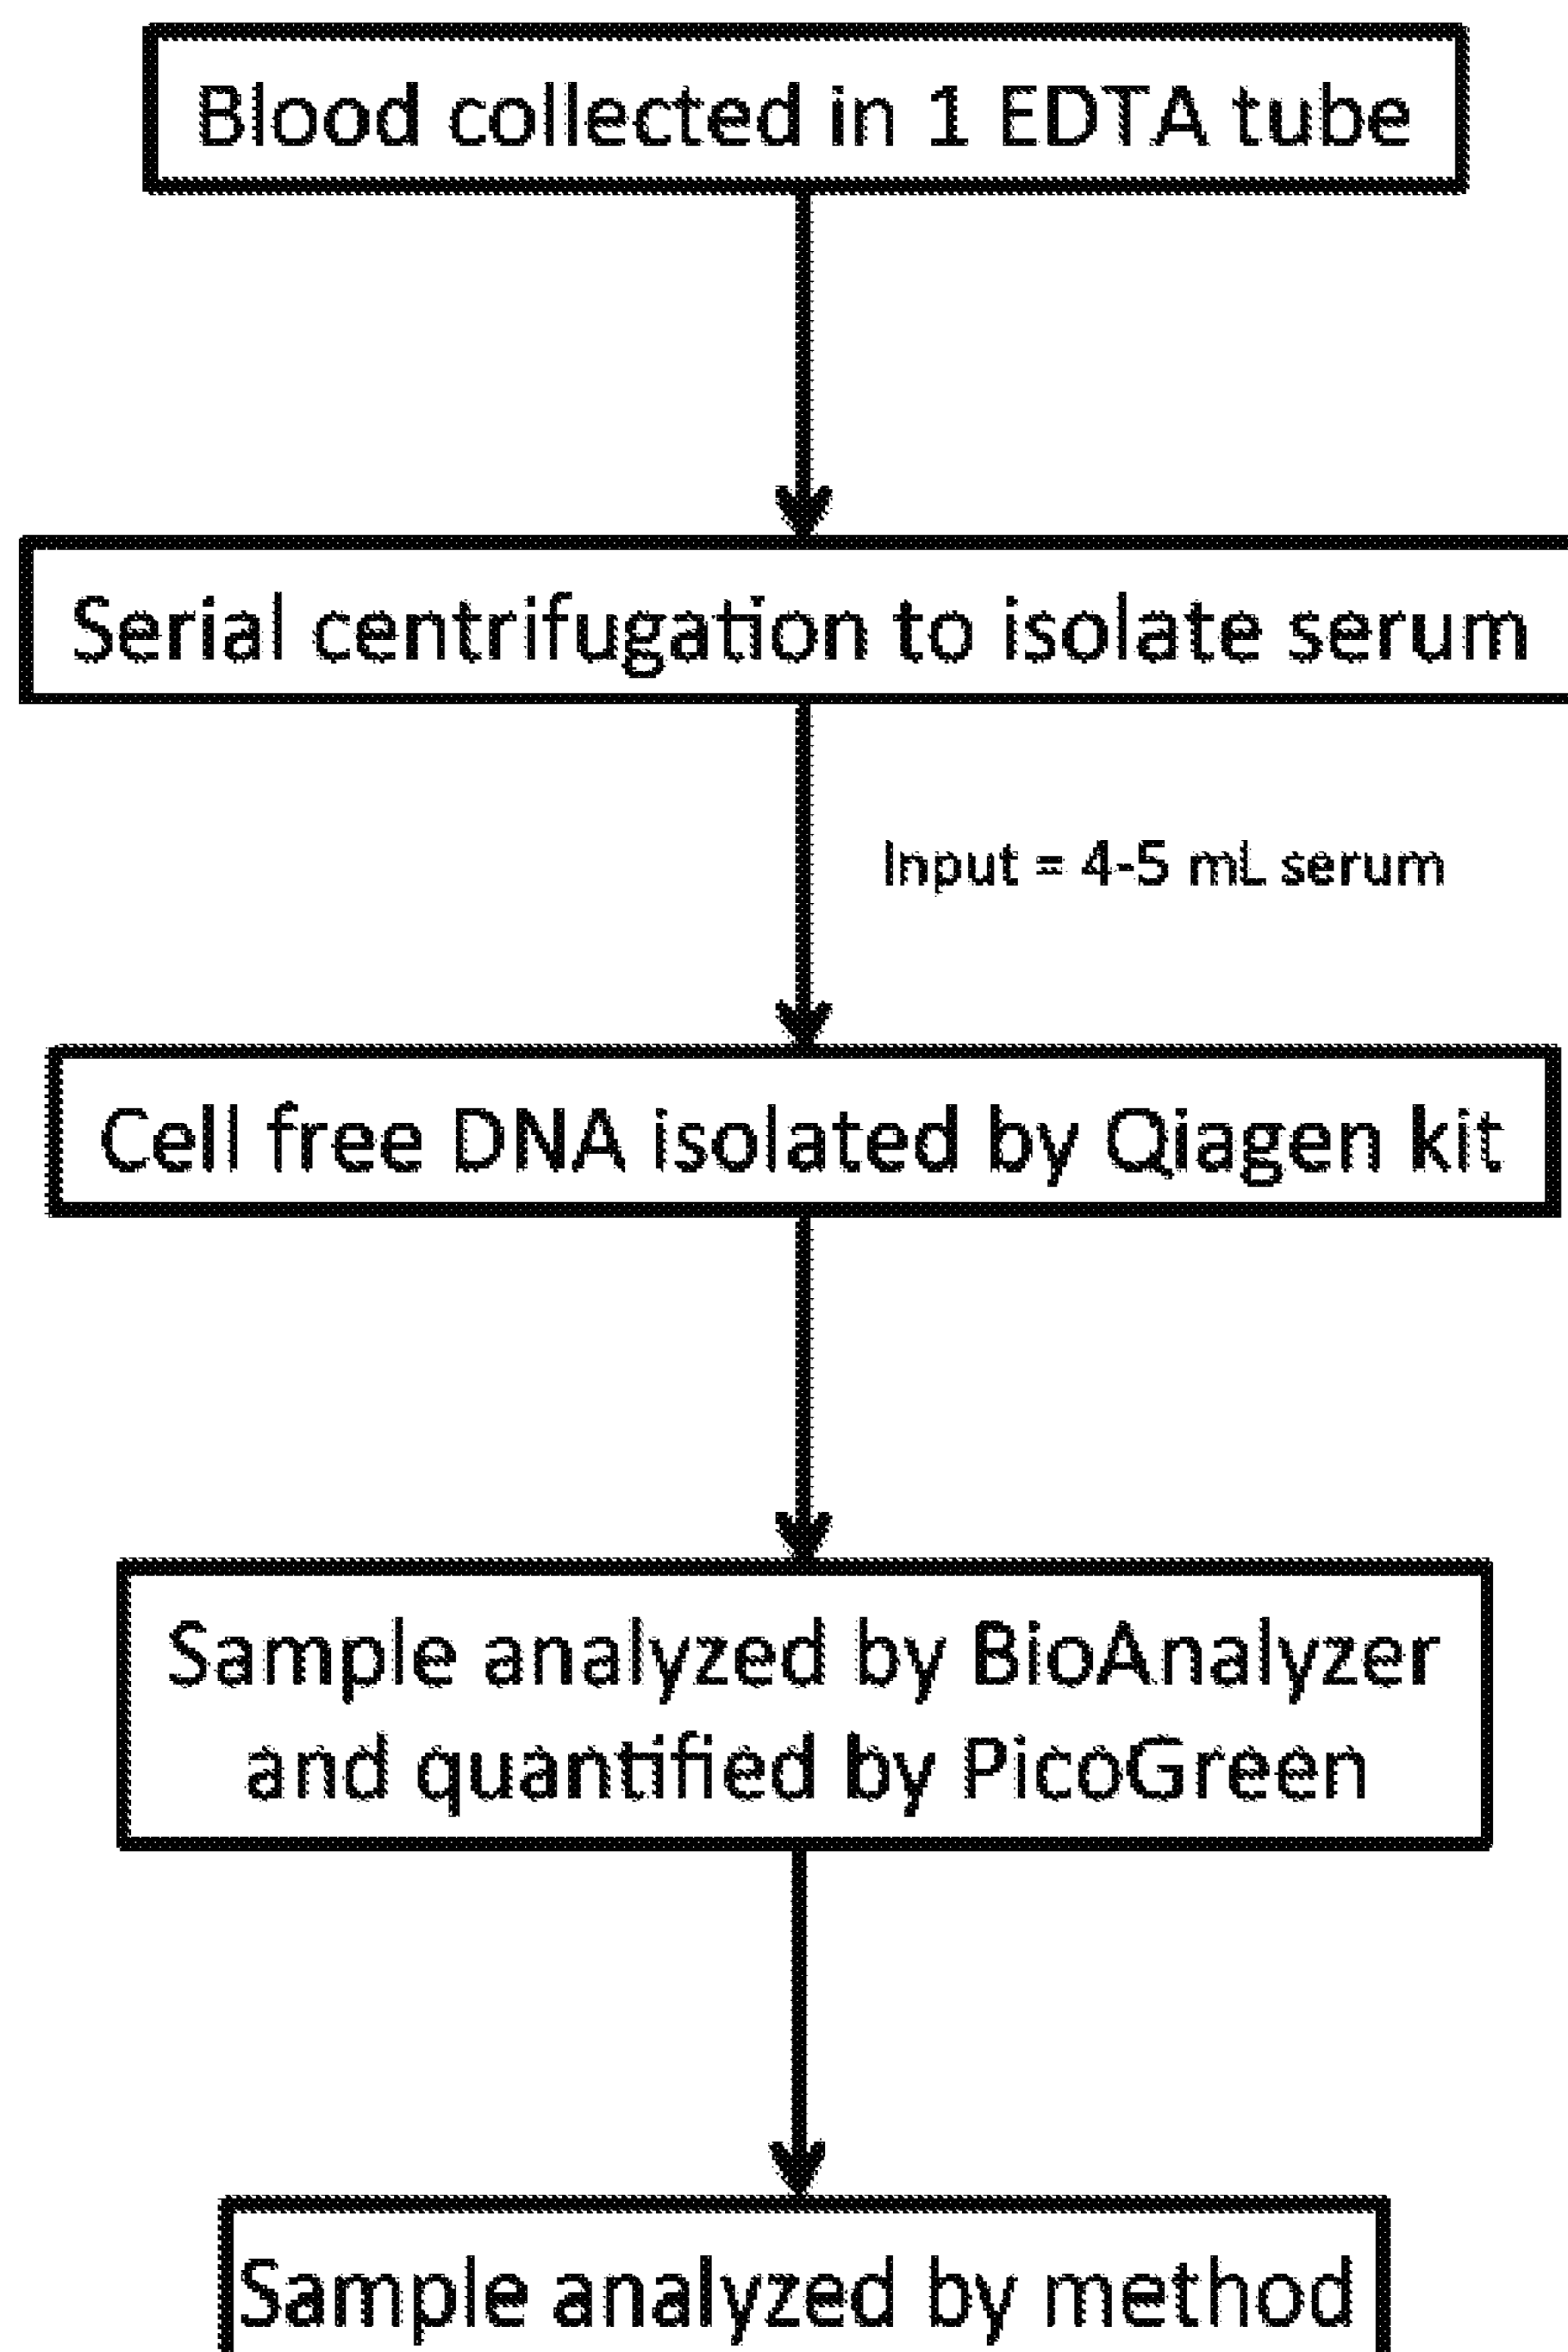 Blood collected in 1 EDTA tube
Serial centrifugation to isolate serum
Input = 4-5 mL serum
Cell free DNA isolated by Qiagen kit
Sample analyzed by BioAnalyzer
and quantified by PicoGreen
Sample analyzed by method